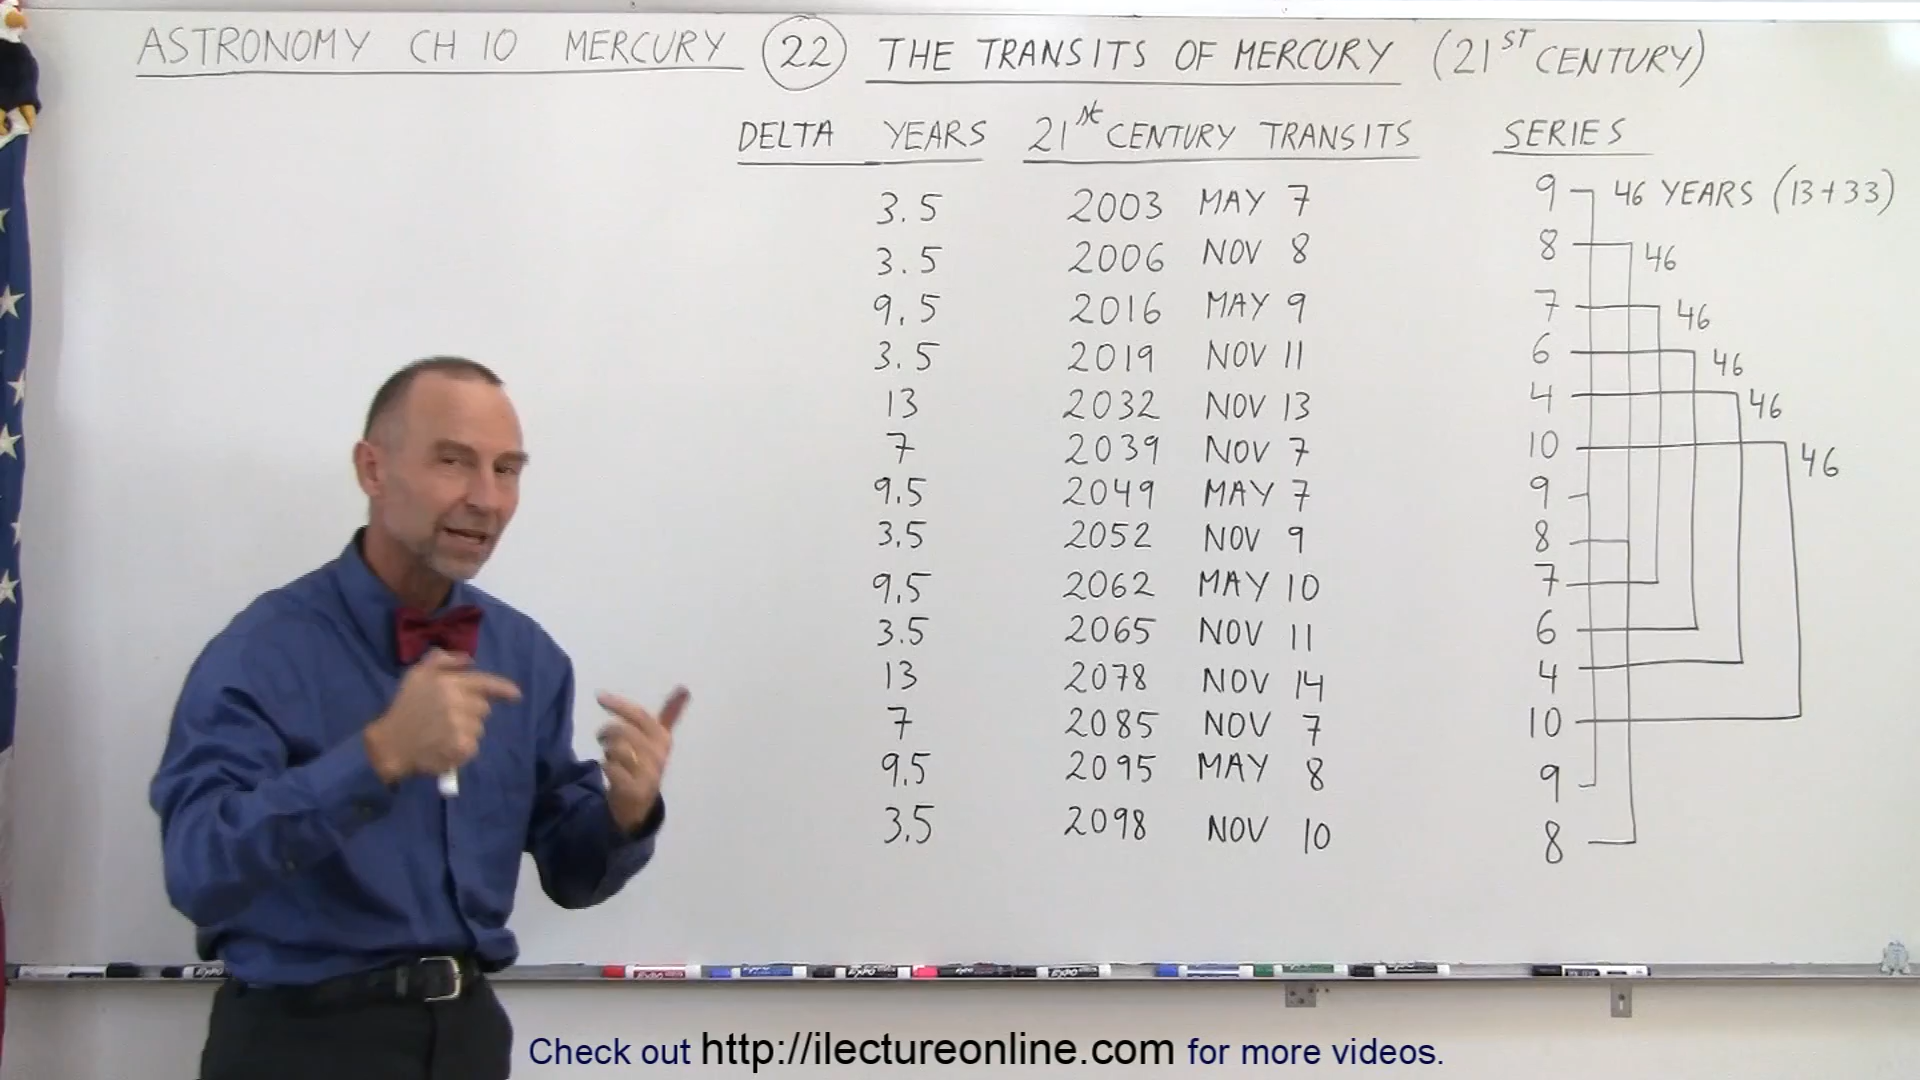 ASTRONOMY CH 10 MERCURY 22 THE TRANSITS OF MERCURY (21ST CENTURY)
DELTA YEARS 21st CENTURY TRANSITS SERIES
3.5 2003 MAY 7 9 46 YEARS (13+33)
3.5 2006 NOV 8 8 46
9.5 2016 MAY 9 7 46
3.5 2019 NOV 11 6 46
13 2032 NOV 13 4 46
7 2039 NOV 7 10 46
9.5 2049 MAY 7 9
3.5 2052 NOV 9 8
9.5 2062 MAY 10 7
3.5 2065 NOV 11 6
13 2078 NOV 14 4
7 2085 NOV 7 10
9.5 2095 MAY 8 9
3.5 2098 NOV 10 8
EXPO EXPO
Check out http://ilectureonline.com for more videos.